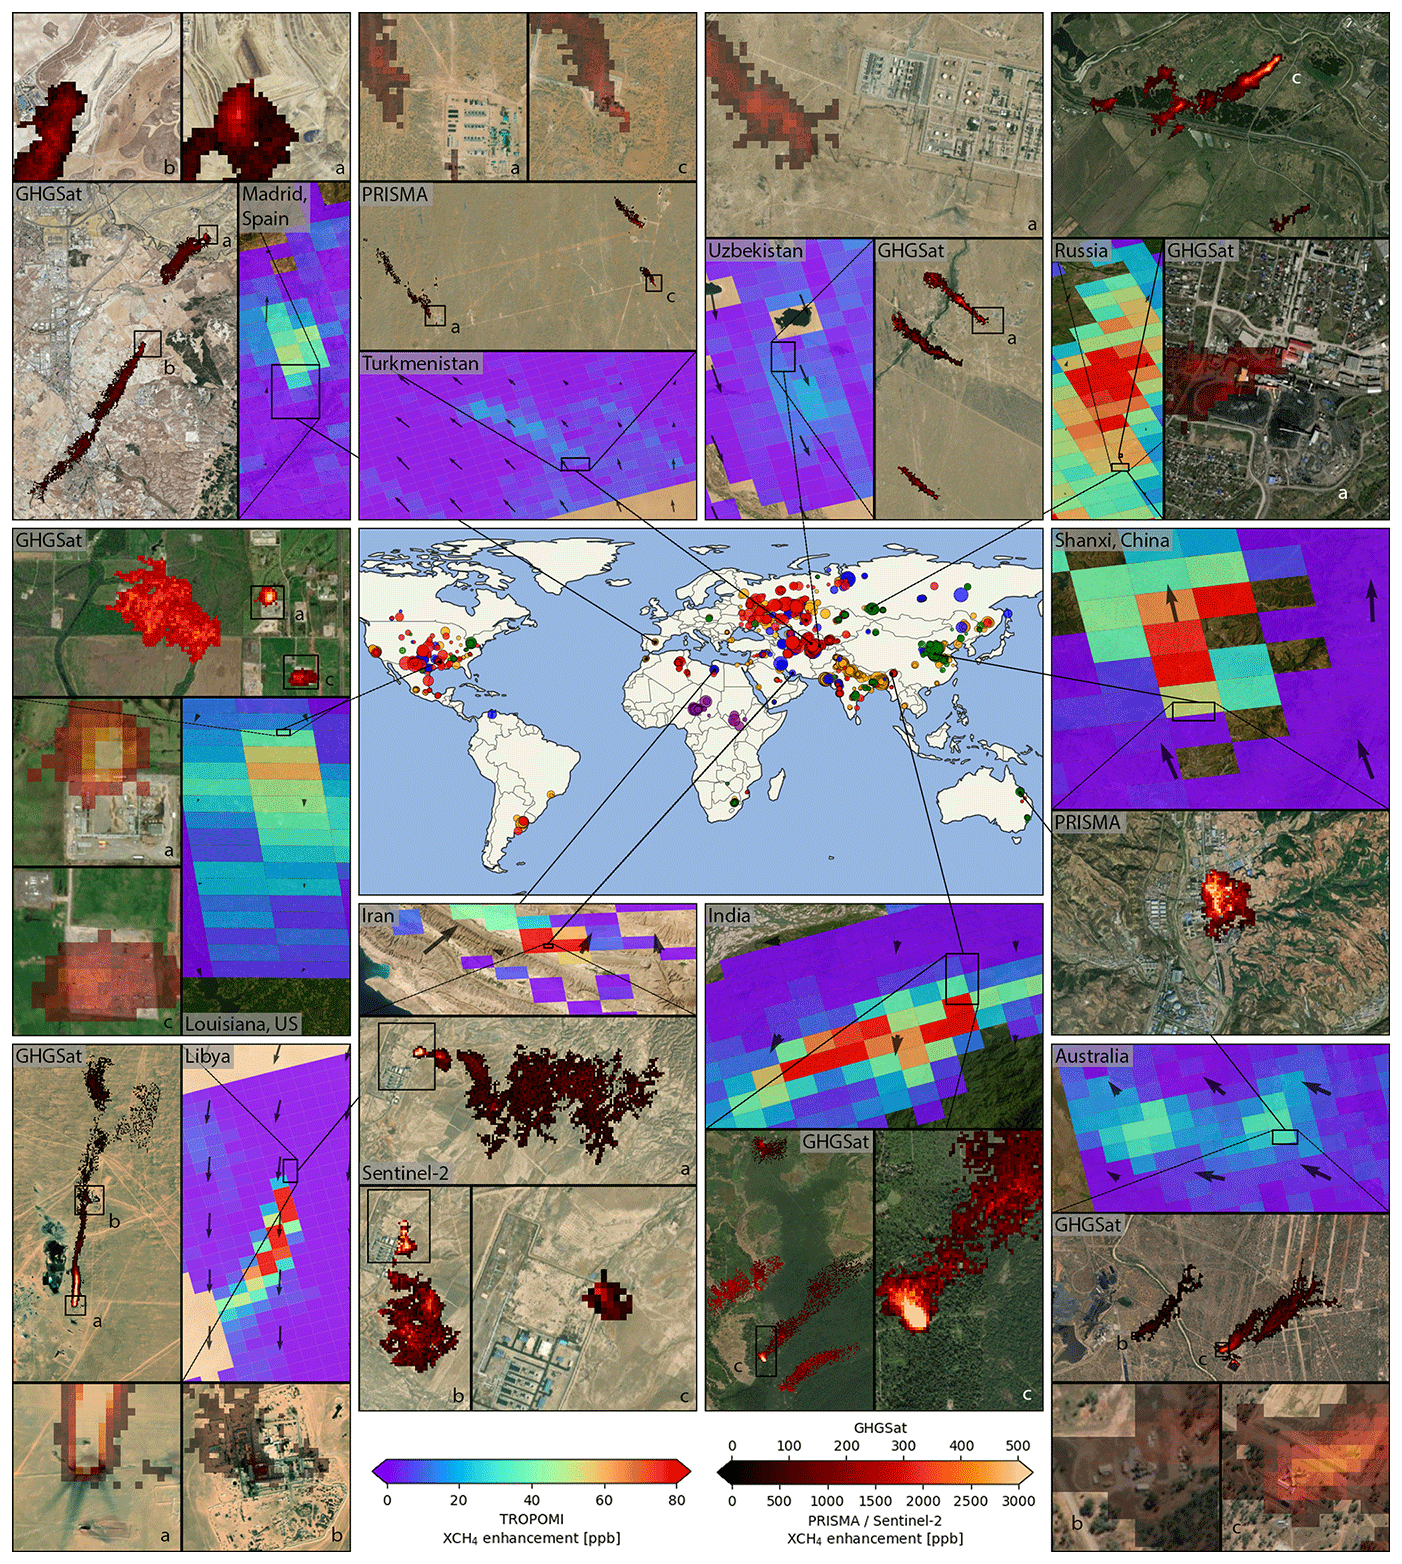 b
a
GHGSat
Madrid,
Spain
a
b
a
c
PRISMA
a
c
Turkmenistan
a
Uzbekistan
GHGSat
a
c
Russia
GHGSat
a
GHGSat
a
c
a
c
Louisiana, US
Shanxi, China
PRISMA
GHGSat
b
a
Libya
a
b
Iran
Sentinel-2
a
b
c
India
GHGSat
c
c
Australia
GHGSat
b
c
b
c
0 20 40 60 80
TROPOMI
XCH₄ enhancement [ppb]
GHGSat
0 100 200 300 400 500
0 500 1000 1500 2000 2500 3000
PRISMA / Sentinel-2
XCH₄ enhancement [ppb]